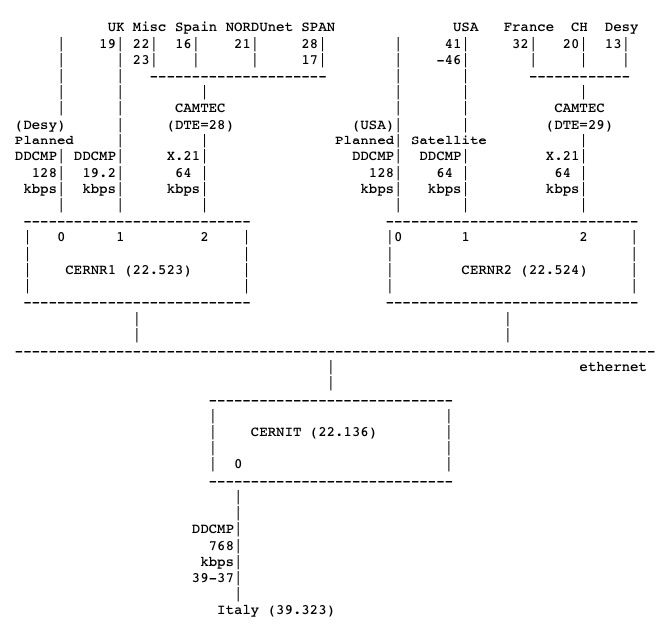 UK Misc Spain NORDUnet SPAN USA France CH Desy
19 22 16 21 28 41 32 20 13
23 17 -46
CAMTEC CAMTEC
(Desy) (DTE=28) (USA) (DTE=29)
Planned Planned Satellite
DDCMP DDCMP X.21 DDCMP DDCMP X.21
128 19.2 64 128 64 64
kbps kbps kbps kbps kbps kbps
0 1 2 0 1 2
CERNR1 (22.523) CERNR2 (22.524)
ethernet
CERNIT (22.136)
0
DDCMP
768
kbps
39-37
Italy (39.323)